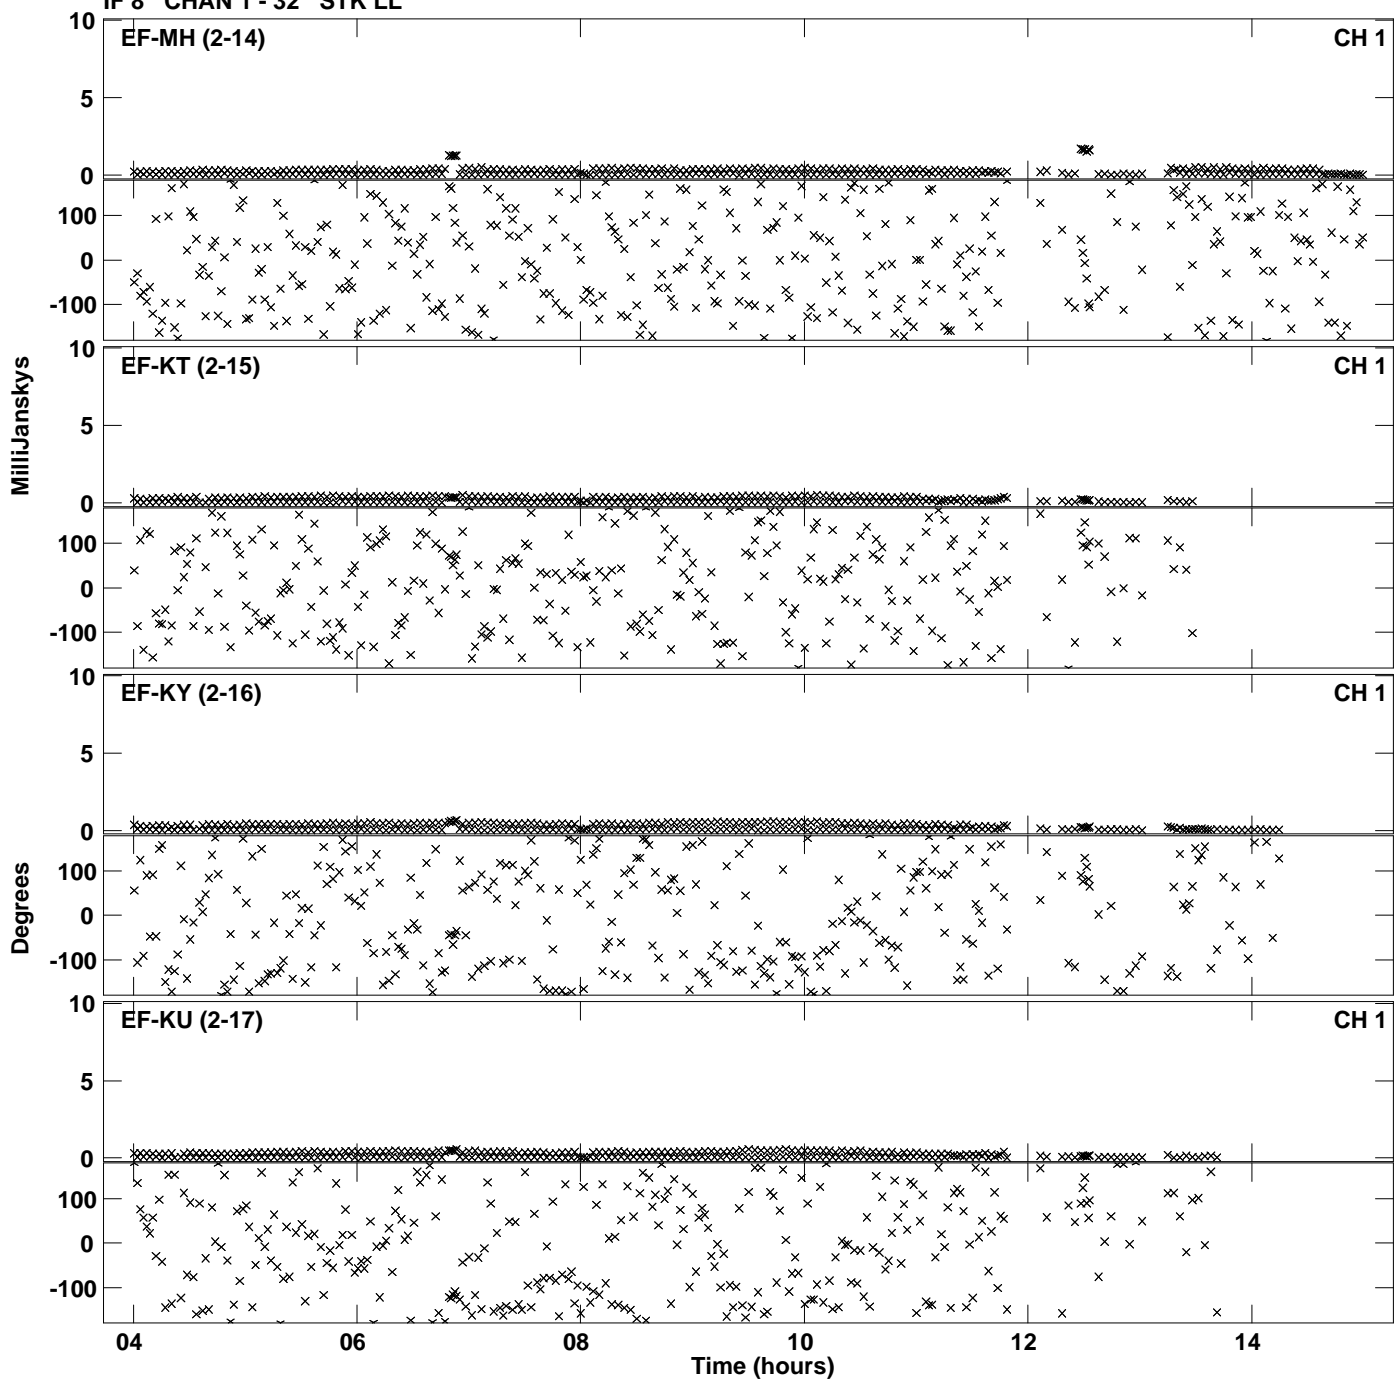 IF 8 CHAN 1 - 32 STK LL
10
EF-MH (2-14)
CH 1
5
0
100
0
-100
10
EF-KT (2-15)
CH 1
5
0
100
0
-100
MilliJanskys
10
EF-KY (2-16)
CH 1
5
0
100
0
-100
Degrees
10
EF-KU (2-17)
CH 1
5
0
100
0
-100
04 06 08 10 12 14
Time (hours)